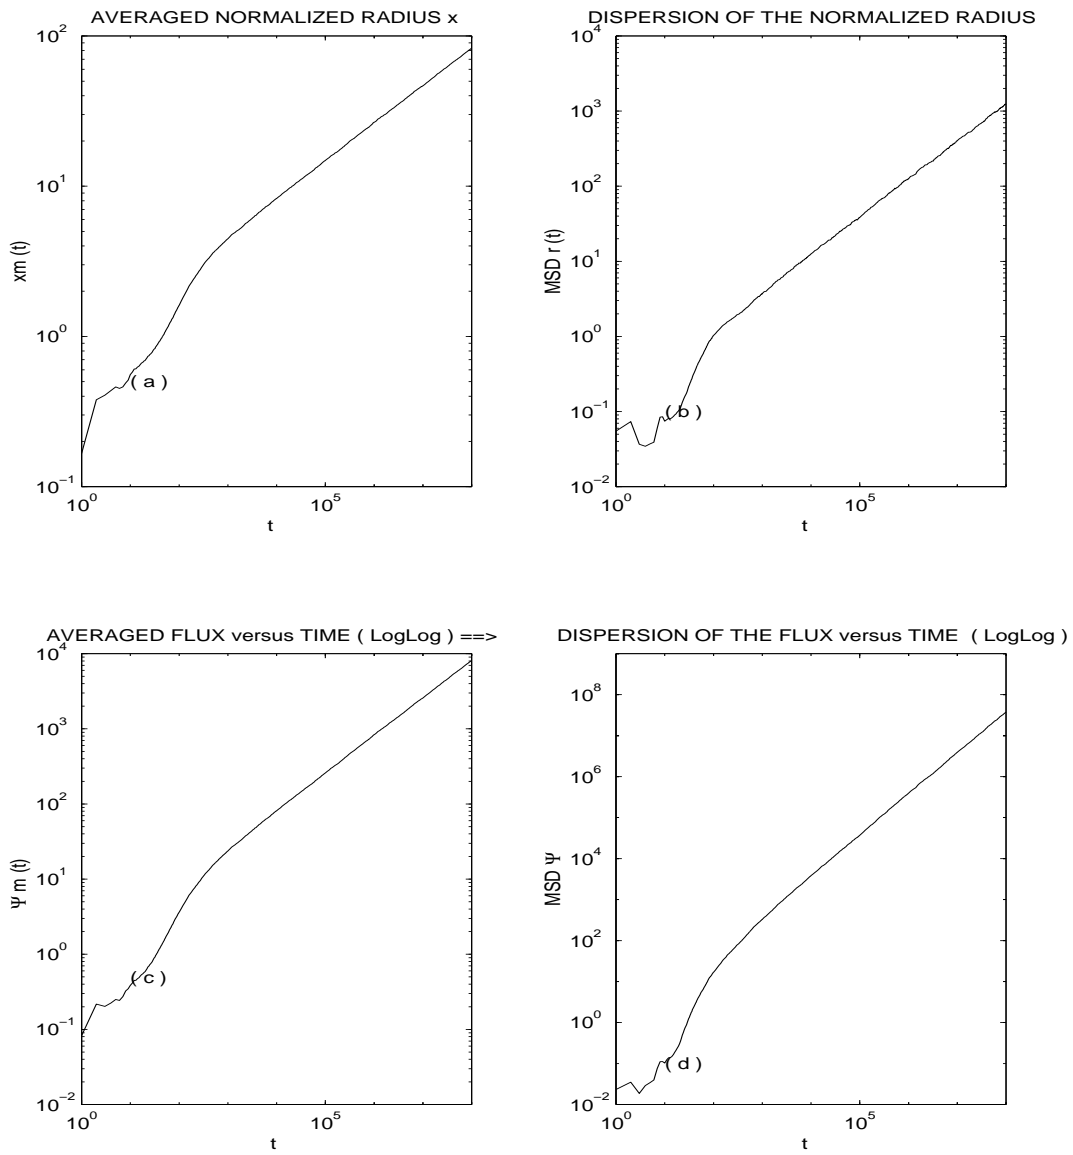 AVERAGED NORMALIZED RADIUS x
10^2
10^1
10^0
10^−1
xm (t)
( a )
10^0
10^5
t
DISPERSION OF THE NORMALIZED RADIUS
10^4
10^3
10^2
10^1
10^0
10^−1
10^−2
MSD r (t)
( b )
10^0
10^5
t
AVERAGED FLUX versus TIME ( LogLog ) ==>
10^4
10^3
10^2
10^1
10^0
10^−1
10^−2
Ψ m (t)
( c )
10^0
10^5
t
DISPERSION OF THE FLUX versus TIME ( LogLog )
10^8
10^6
10^4
10^2
10^0
10^−2
MSD Ψ
( d )
10^0
10^5
t